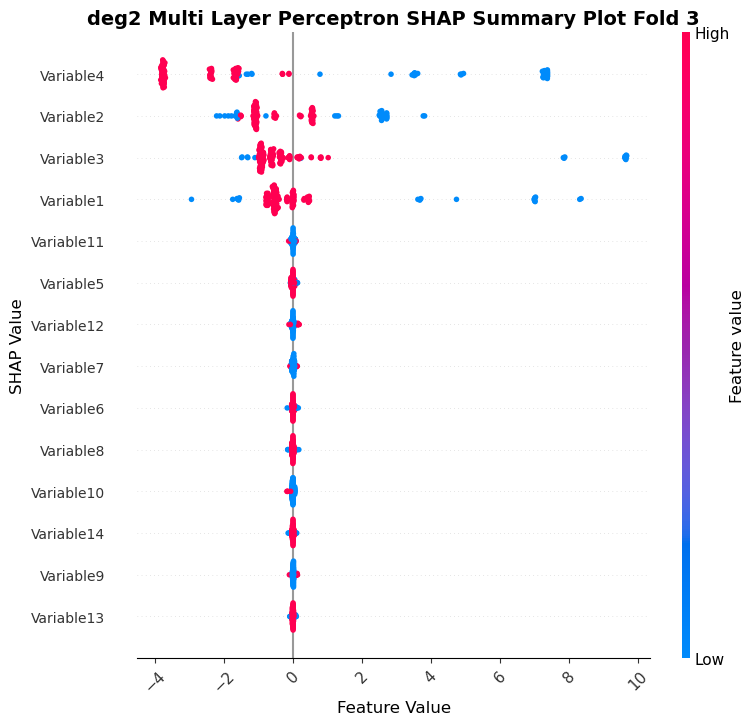 deg2 Multi Layer Perceptron SHAP Summary Plot Fold 3
High
Variable4
Variable2
Variable3
Variable1
Variable11
Variable5
Variable12
Variable7
Variable6
Variable8
Variable10
Variable14
Variable9
Variable13
SHAP Value
Feature value
Low
−4
−2
0
2
4
6
8
10
Feature Value